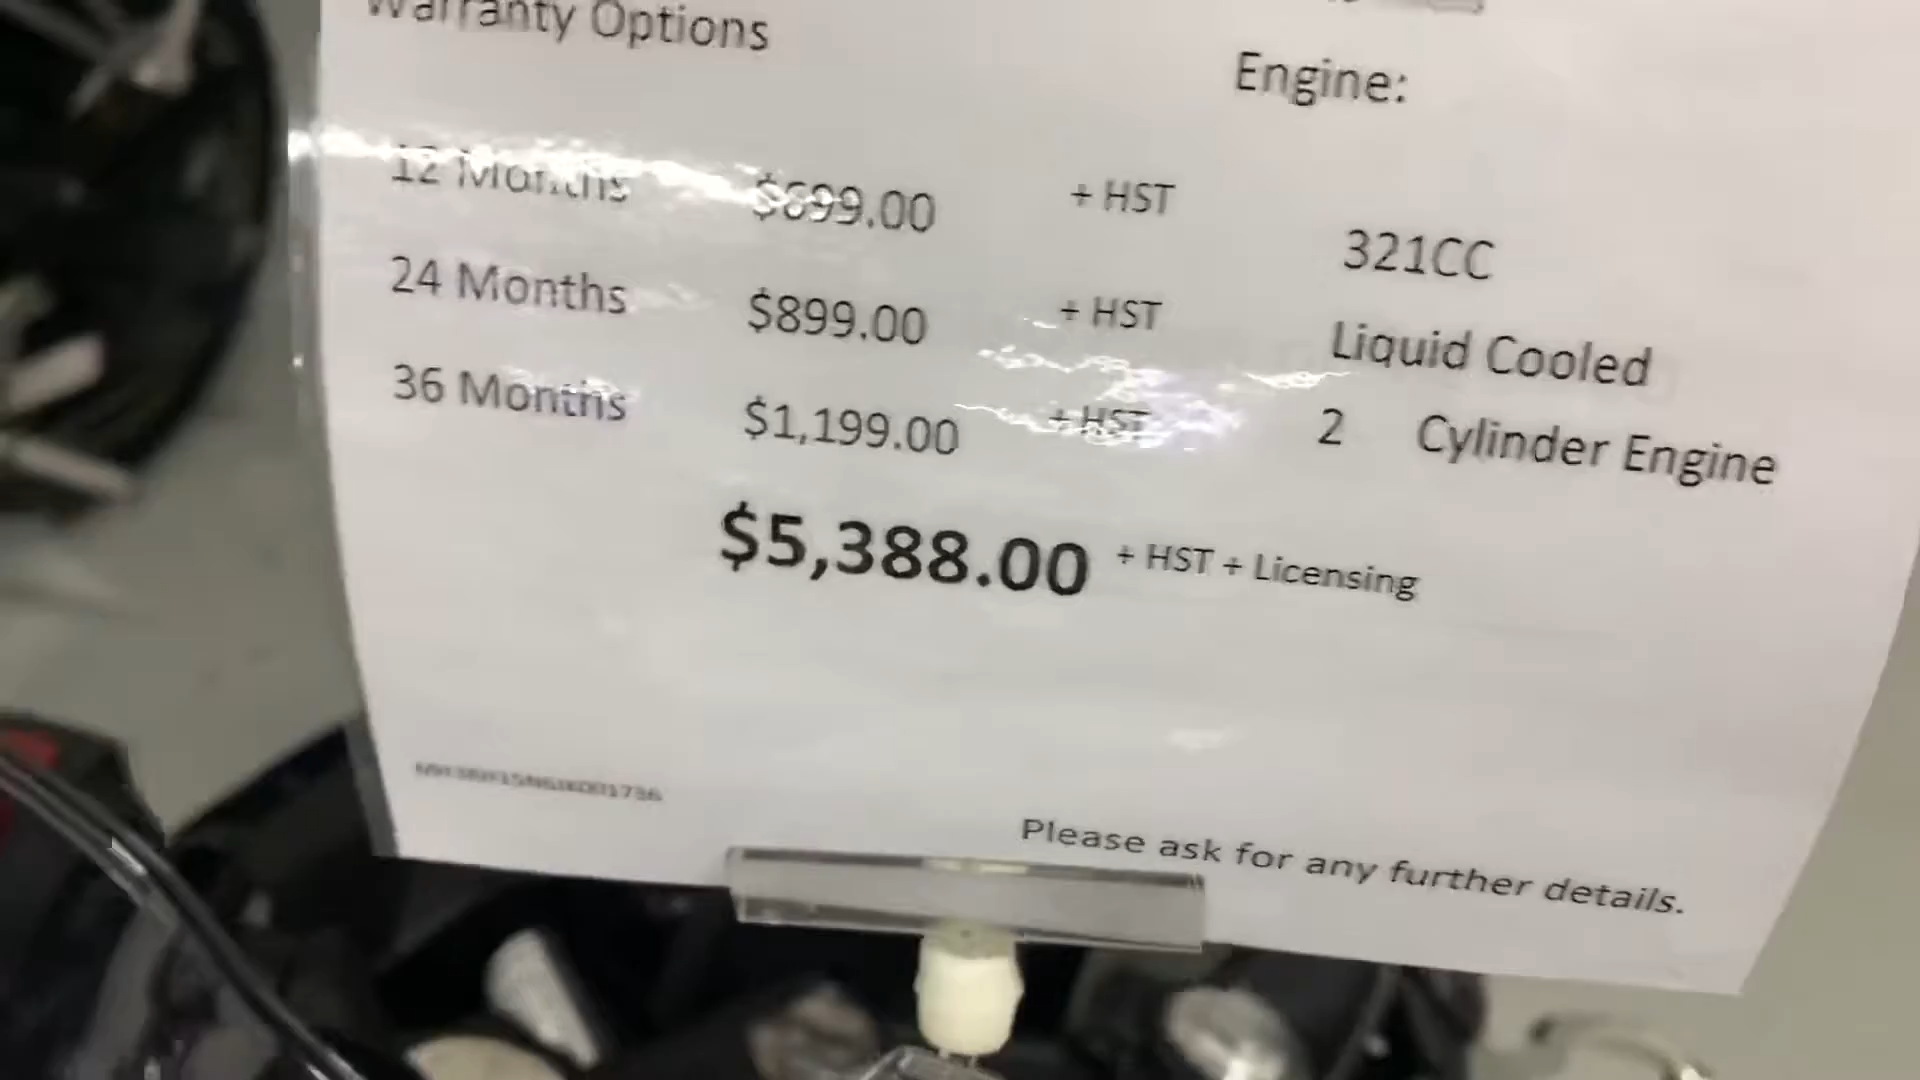 Warranty Options
Engine:
12 Months $699.00 + HST
321CC
24 Months $899.00 + HST
Liquid Cooled
36 Months $1,199.00 + HST
2 Cylinder Engine
$5,388.00 + HST + Licensing
Please ask for any further details.